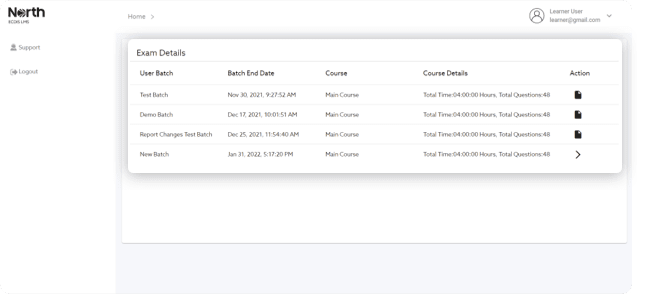 North
ECDIS LMS
Home >
Learner User
learner@gmail.com
Support
Logout
Exam Details
User Batch Batch End Date Course Course Details Action
Test Batch Nov 30, 2021, 9:27:52 AM Main Course Total Time:04:00:00 Hours, Total Questions:48
Demo Batch Dec 17, 2021, 10:01:51 AM Main Course Total Time:04:00:00 Hours, Total Questions:48
Report Changes Test Batch Dec 25, 2021, 11:54:40 AM Main Course Total Time:04:00:00 Hours, Total Questions:48
New Batch Jan 31, 2022, 5:17:20 PM Main Course Total Time:04:00:00 Hours, Total Questions:48